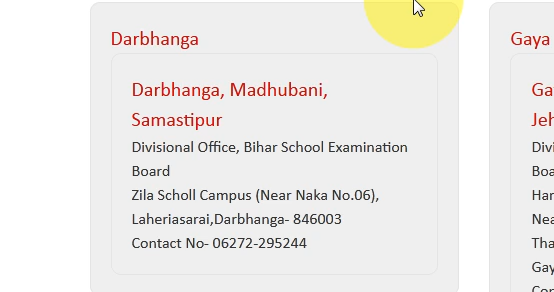 Darbhanga
Darbhanga, Madhubani,
Samastipur
Divisional Office, Bihar School Examination
Board
Zila Scholl Campus (Near Naka No.06),
Laheriasarai,Darbhanga- 846003
Contact No- 06272-295244
Gaya